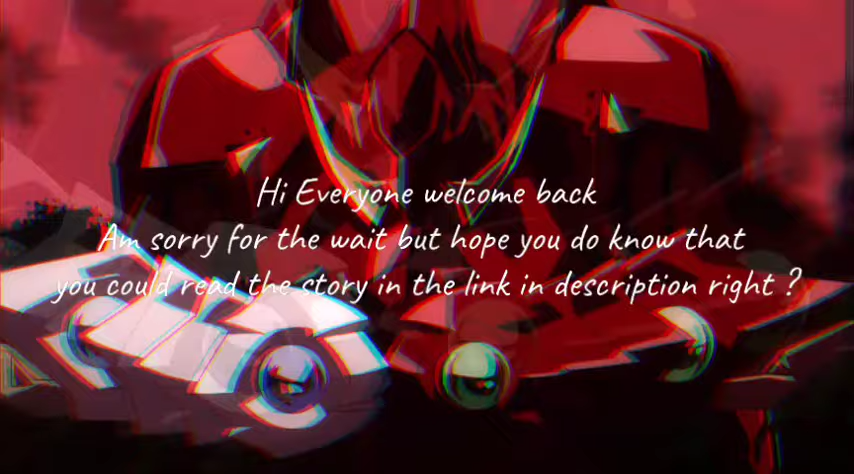 Hi Everyone welcome back
Am sorry for the wait but hope you do know that
you could read the story in the link in description right ?